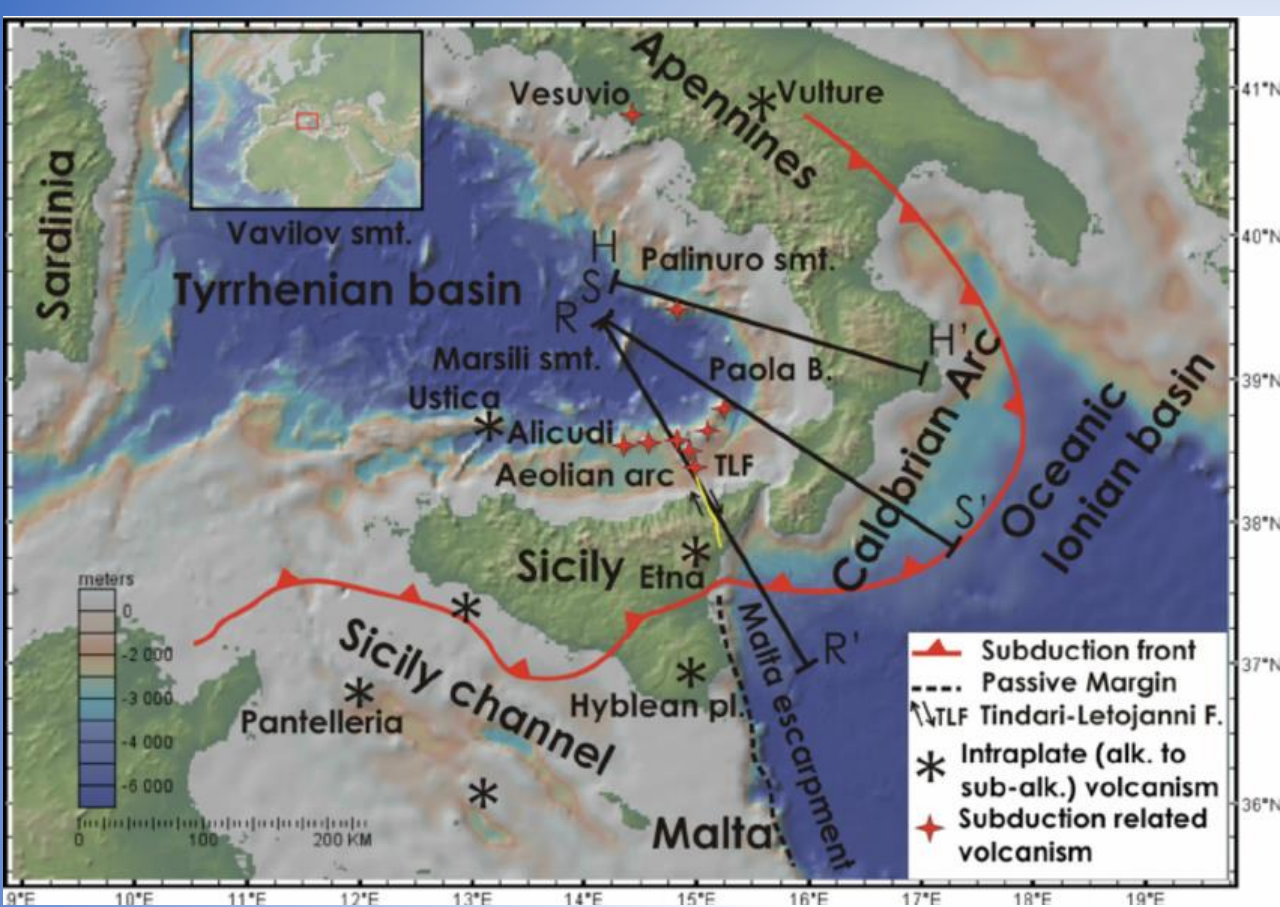 Apennines
Vesuvio
Vulture
41°N
Sardinia
Vavilov smt.
40°N
H
Palinuro smt.
Tyrrhenian basin
S
R
H'
Marsili smt.
Paola B.
39°N
Ustica
Alicudi
Aeolian arc
TLF
Calabrian Arc
Oceanic
Ionian basin
S'
38°N
Sicily
Etna
meters
0
-2 000
-3 000
-4 000
-6 000
Sicily channel
Malta escarpment
R'
37°N
Pantelleria
Hyblean pl.
Subduction front
Passive Margin
TLF Tindari-Letojanni F.
Intraplate (alk. to
sub-alk.) volcanism
Subduction related
volcanism
36°N
0 100 200 KM
Malta
9°E 10°E 11°E 12°E 13°E 14°E 15°E 16°E 17°E 18°E 19°E